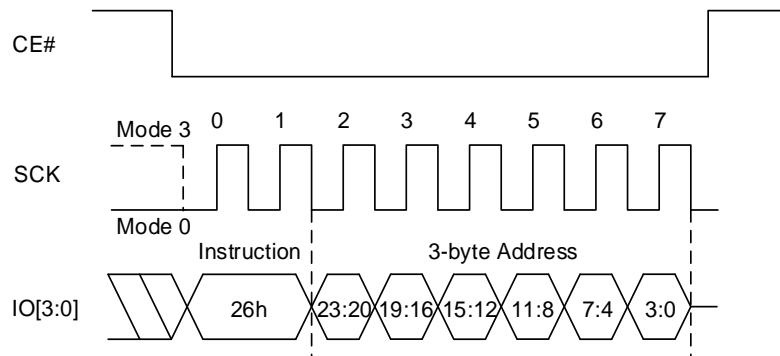 CE#
Mode 3 0 1 2 3 4 5 6 7
SCK
Mode 0
Instruction 3-byte Address
IO[3:0] 26h 23:20 19:16 15:12 11:8 7:4 3:0